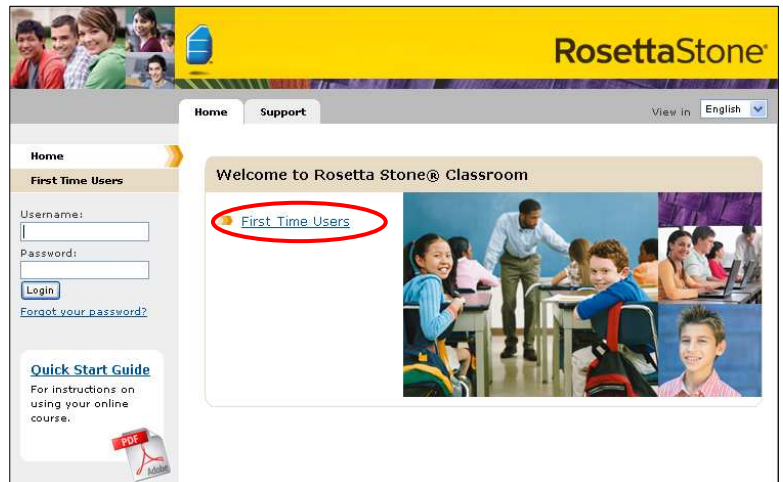 RosettaStone®
Home
Support
View in
English
Home
First Time Users
Username:
Password:
Login
Forgot your password?
Quick Start Guide
For instructions on
using your online
course.
PDF
Adobe
Welcome to Rosetta Stone® Classroom
First Time Users